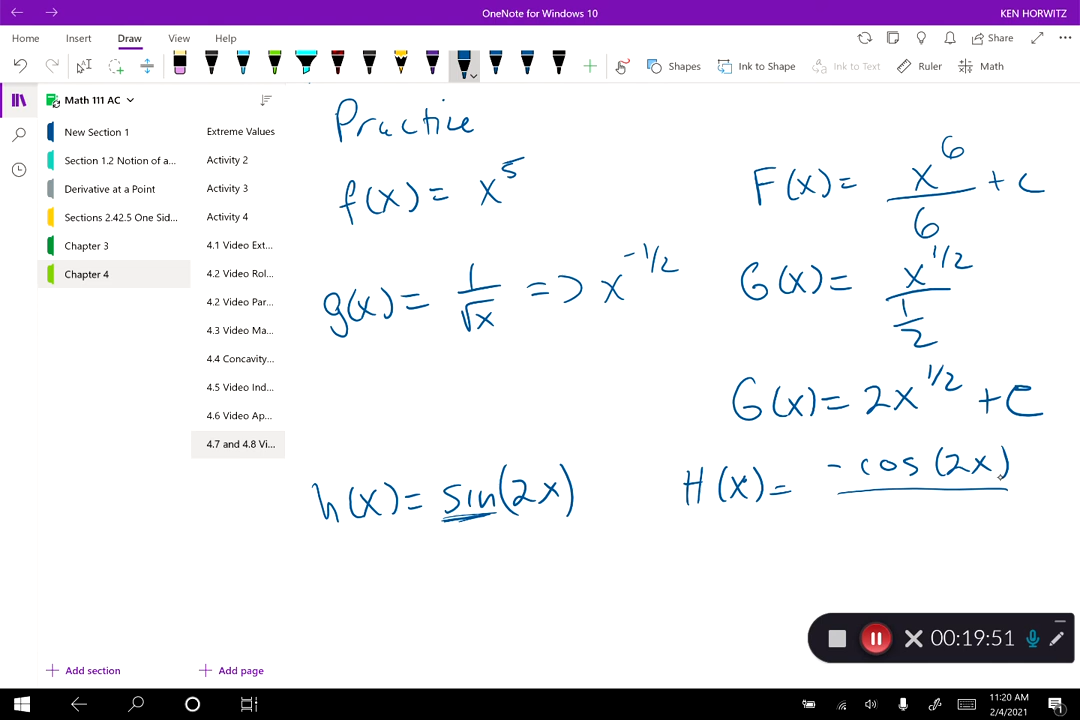 OneNote for Windows 10
KEN HORWITZ
Home Insert Draw View Help
Share
Shapes Ink to Shape Ink to Text Ruler Math
Math 111 AC
New Section 1
Section 1.2 Notion of a...
Derivative at a Point
Sections 2.42.5 One Sid...
Chapter 3
Chapter 4
Extreme Values
Activity 2
Activity 3
Activity 4
4.1 Video Ext...
4.2 Video Rol...
4.2 Video Par...
4.3 Video Ma...
4.4 Concavity...
4.5 Video Ind...
4.6 Video Ap...
4.7 and 4.8 Vi...
Practice
f(x) = x^5
F(x) = x^6/6 + C
g(x) = 1/√x => x^-1/2
G(x) = x^1/2 / 1/2
G(x) = 2x^1/2 + C
h(x) = sin(2x)
H(x) = - cos(2x)
00:19:51
Add section
Add page
11:20 AM
2/4/2021
1